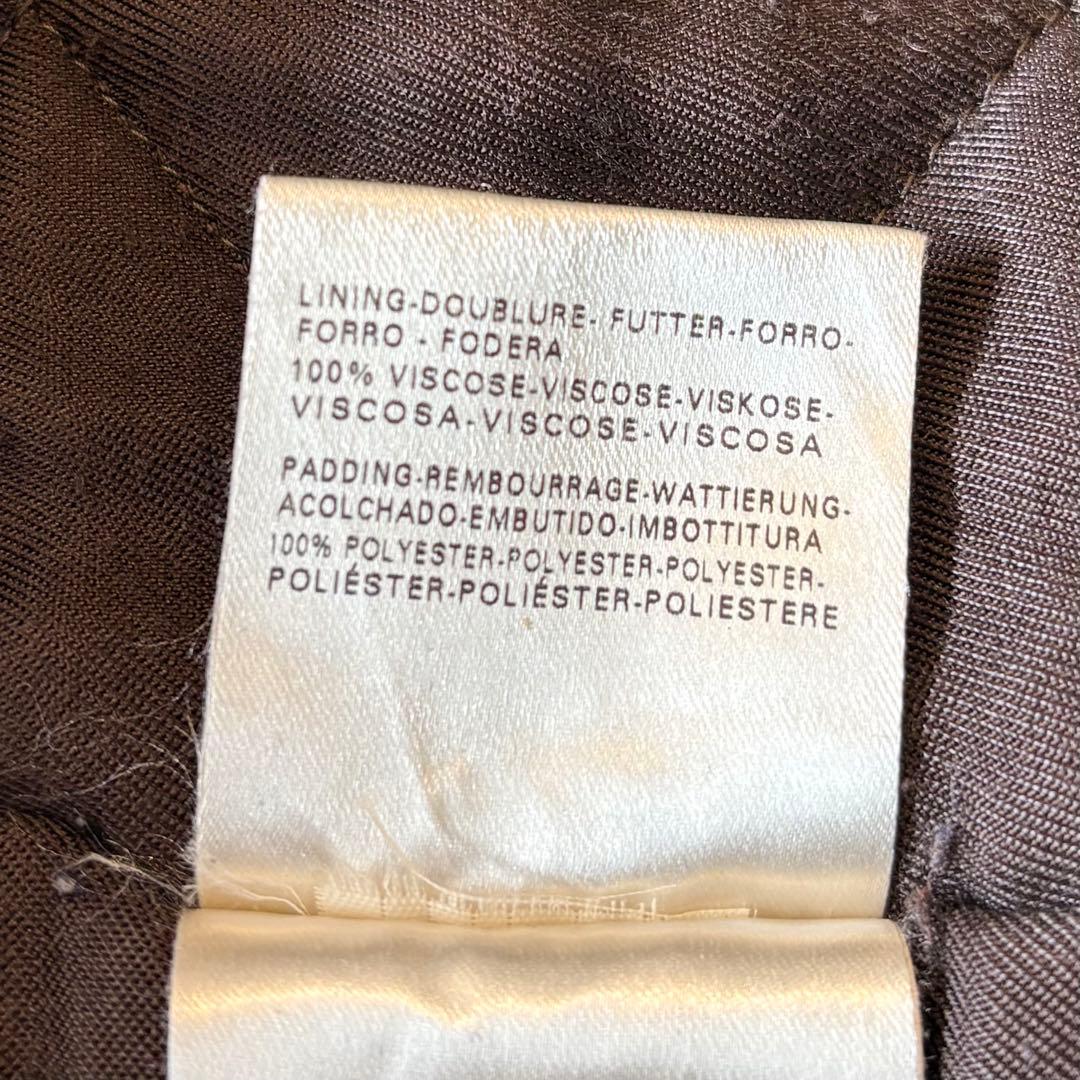 LINING-DOUBLURE- FUTTER-FORRO-
FORRO - FODERA
100% VISCOSE-VISCOSE-VISKOSE-
VISCOSA-VISCOSE-VISCOSA
PADDING-REMBOURRAGE-WATTIERUNG-
ACOLCHADO-EMBUTIDO-IMBOTTITURA
100% POLYESTER-POLYESTER-POLYESTER-
POLIÉSTER-POLIÉSTER-POLIESTERE